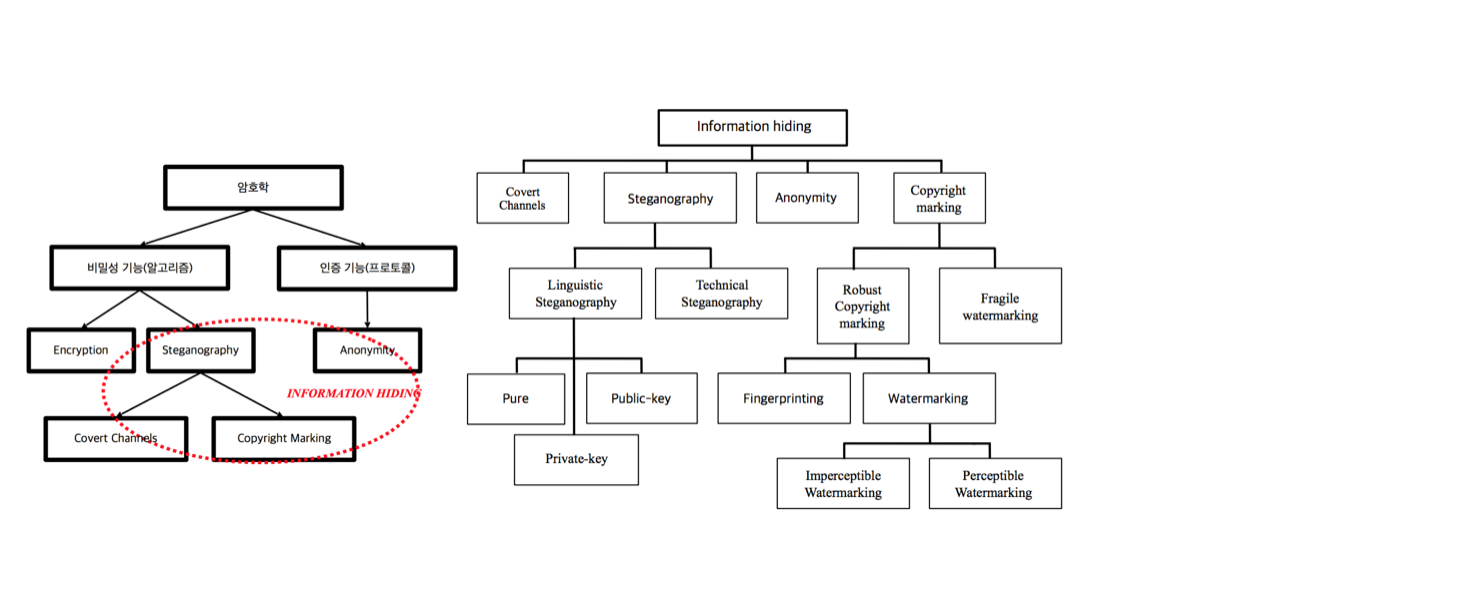 암호학
비밀성 기능(알고리즘)
인증 기능(프로토콜)
Encryption
Steganography
Anonymity
INFORMATION HIDING
Covert Channels
Copyright Marking
Information hiding
Covert
Channels
Steganography
Anonymity
Copyright
marking
Linguistic
Steganography
Technical
Steganography
Robust
Copyright
marking
Fragile
watermarking
Pure
Public-key
Private-key
Fingerprinting
Watermarking
Imperceptible
Watermarking
Perceptible
Watermarking